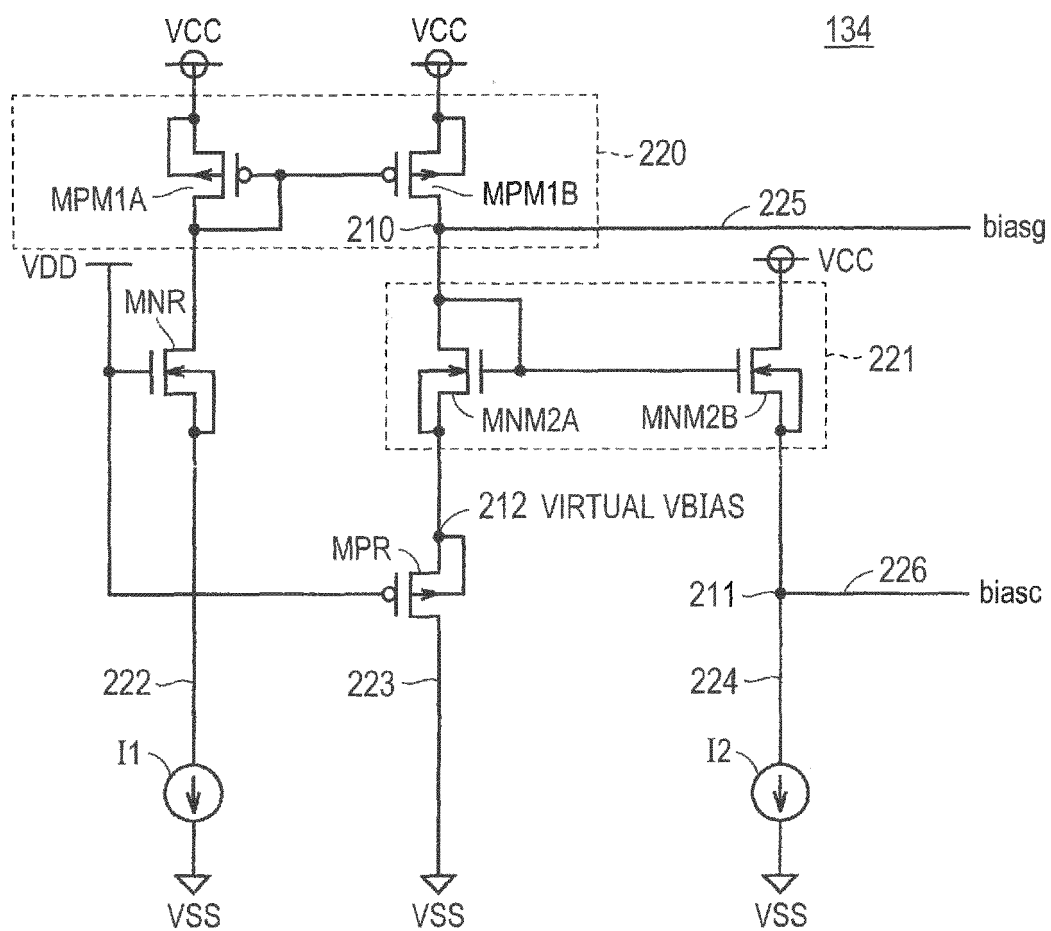 VCC
VCC
134
220
MPM1A
MPM1B
210
225
biasg
VDD
VCC
MNR
221
MNM2A
MNM2B
212 VIRTUAL VBIAS
MPR
211
226
biasc
222
223
224
I1
I2
VSS
VSS
VSS